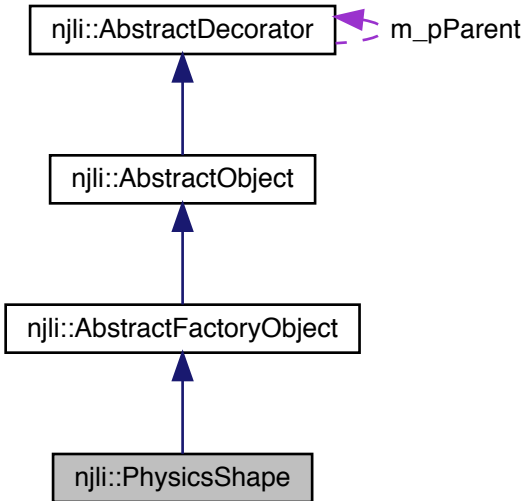 njli::AbstractDecorator
m_pParent
njli::AbstractObject
njli::AbstractFactoryObject
njli::PhysicsShape